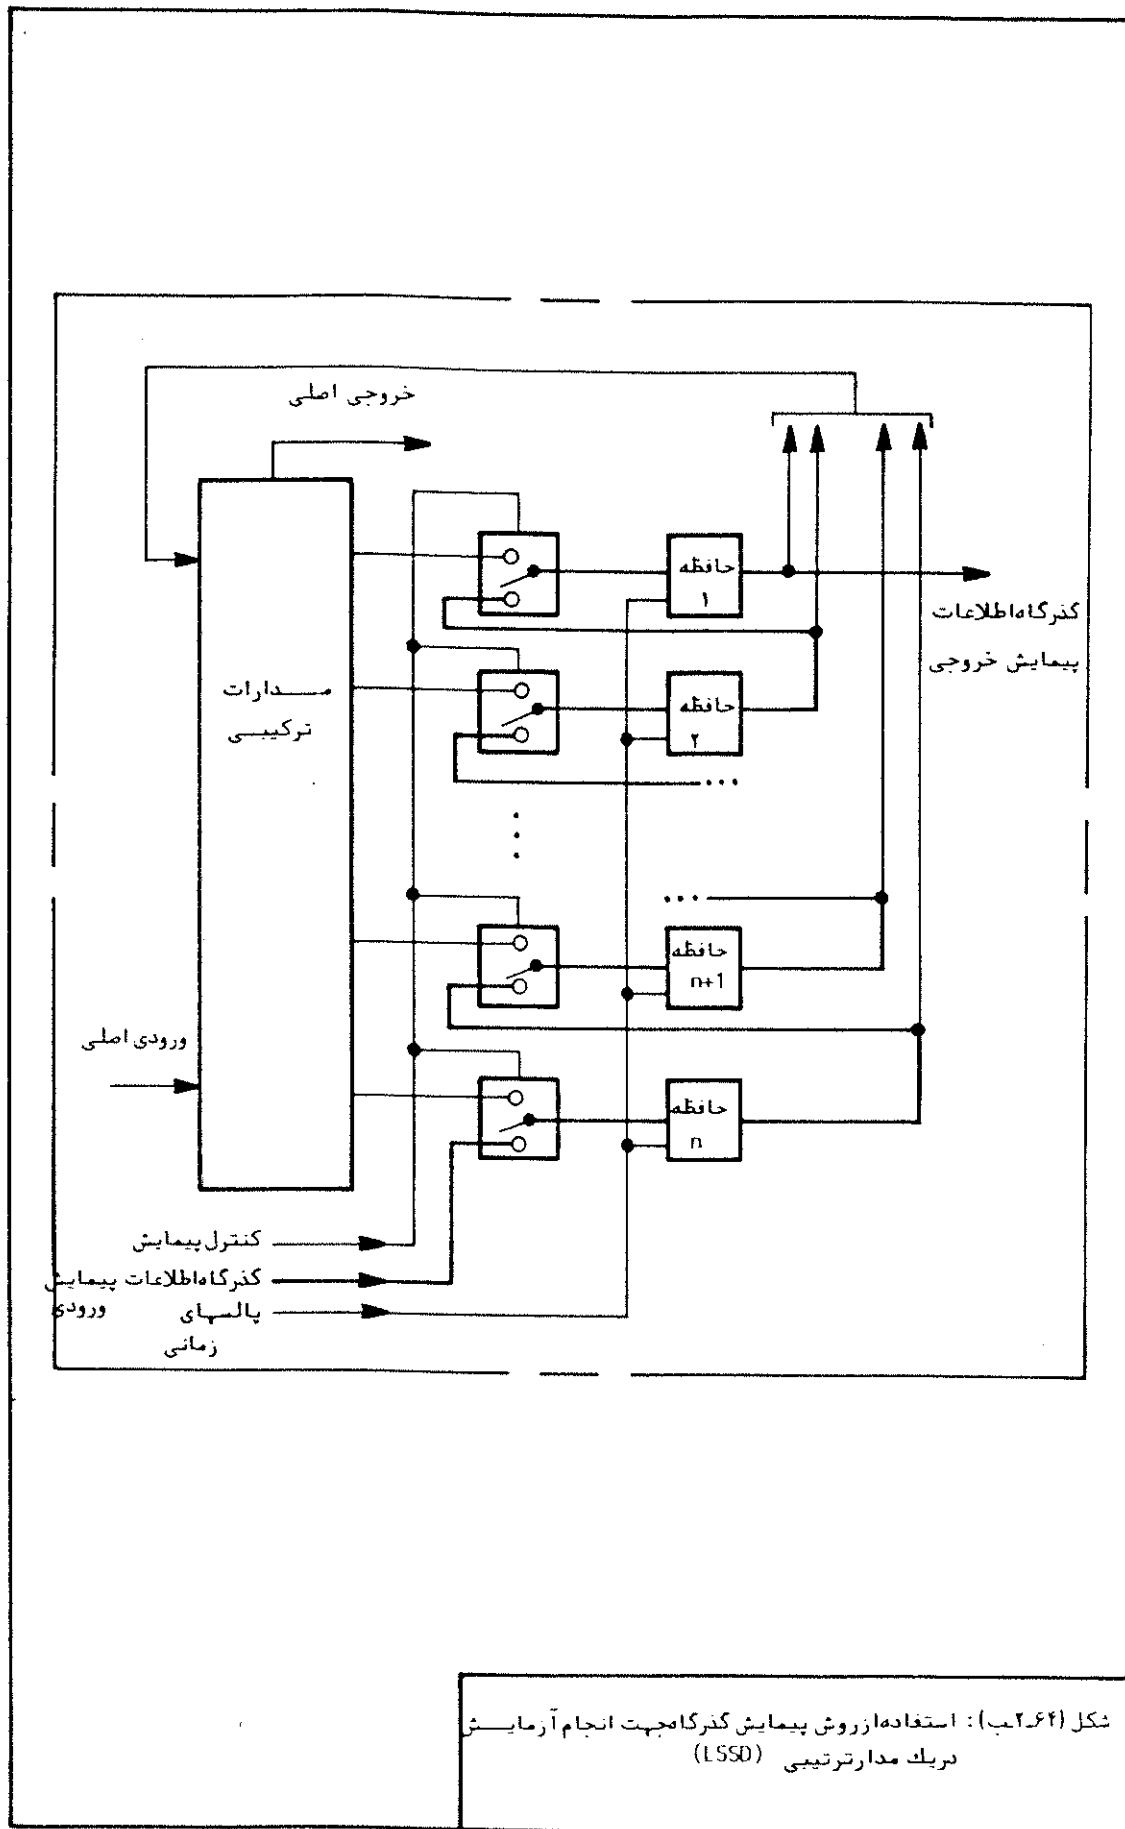 خروجی اصلی
حافظه
۱
گذرگاه اطلاعات
پیمایش خروجی
مدارات
ترکیبی
حافظه
۲
...
...
حافظه
n+1
ورودی اصلی
حافظه
n
کنترل پیمایش
گذرگاه اطلاعات پیمایش
ورودی
پالسهای
زمانی
شکل (۲-۶۴-ب): استفاده از روش پیمایش گذرگاه جهت انجام آزمایش
در یک مدار ترتیبی (LSSD)